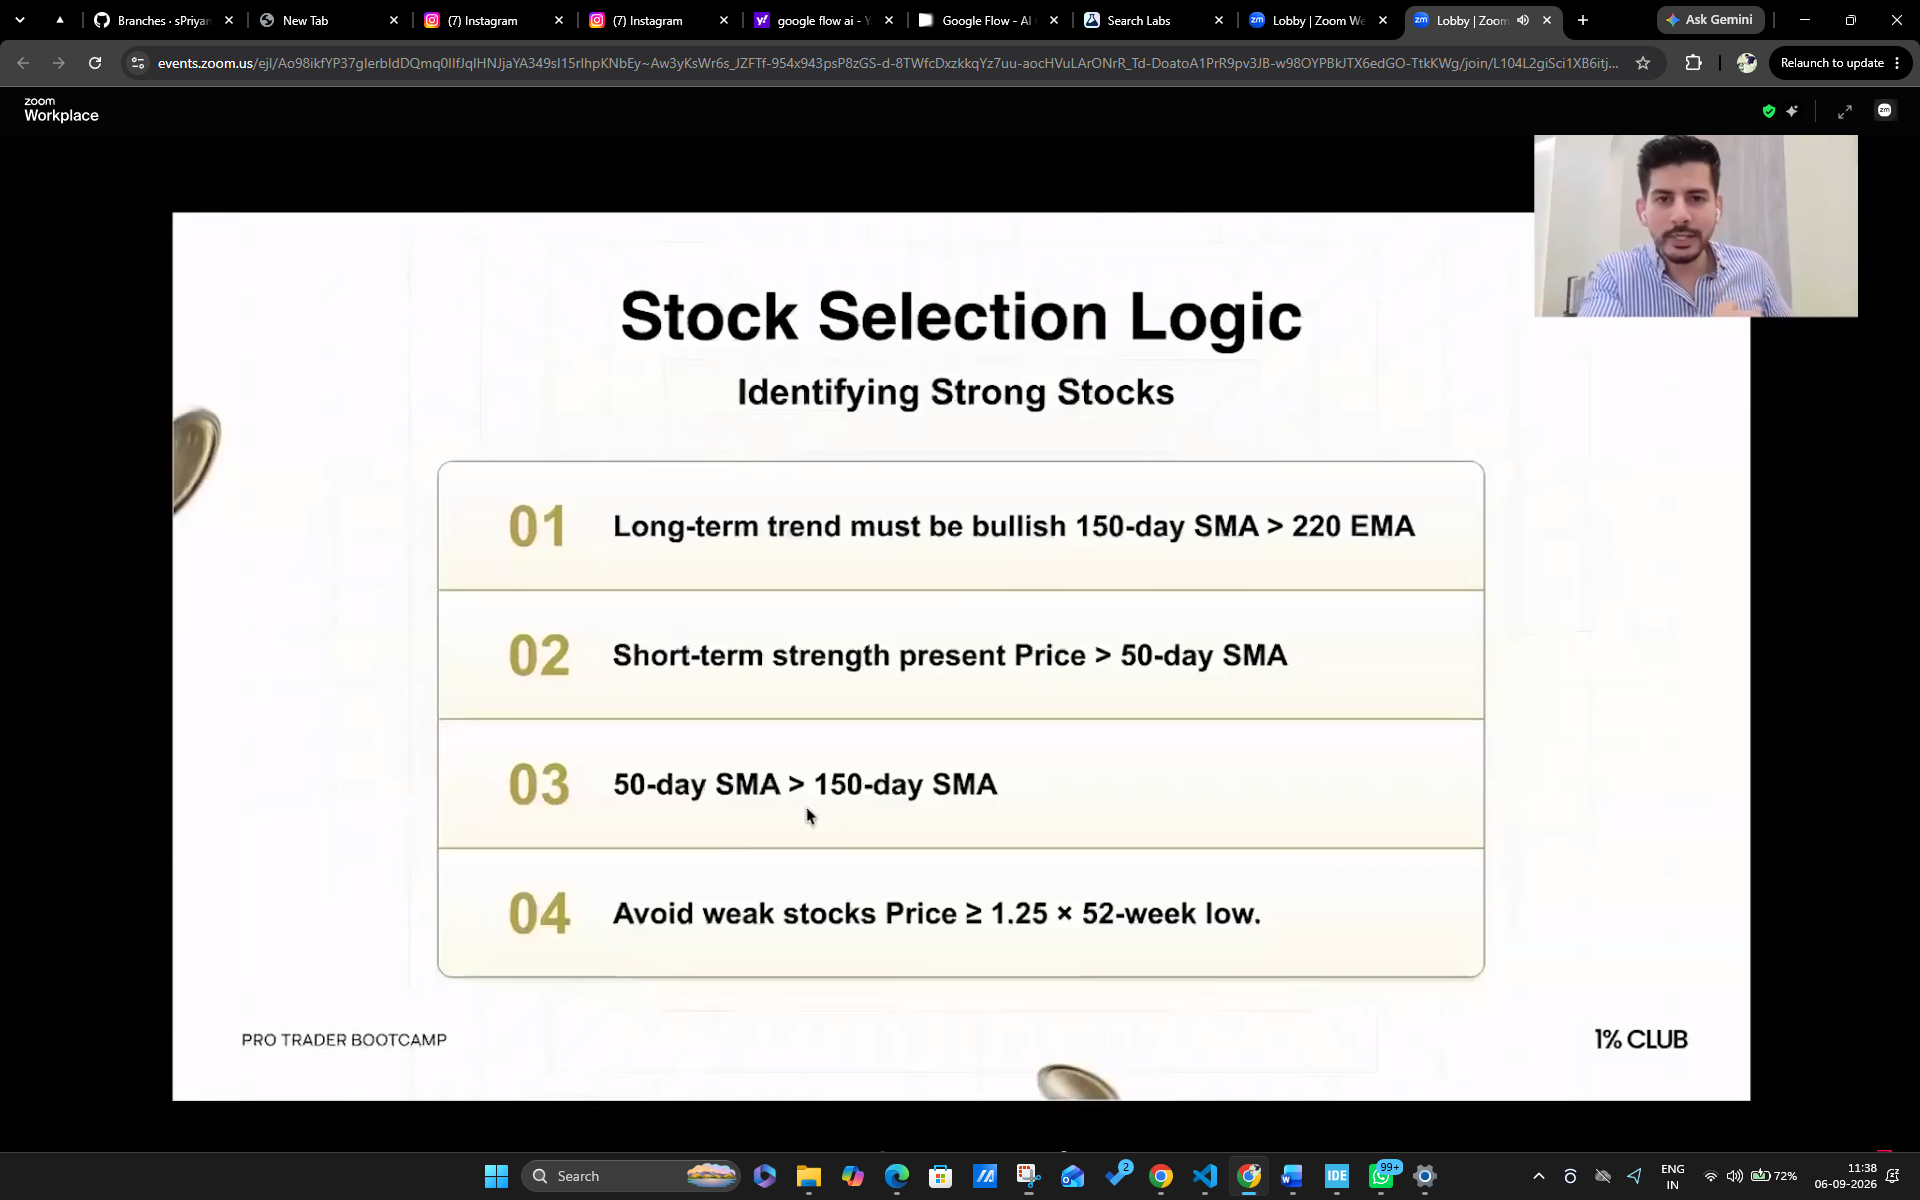 Branches · sPriyan
New Tab
(7) Instagram
(7) Instagram
google flow ai - Y
Google Flow - AI
Search Labs
Lobby | Zoom We
Lobby | Zoom
Ask Gemini
Relaunch to update
zoom
Workplace
Stock Selection Logic
Identifying Strong Stocks
01 Long-term trend must be bullish 150-day SMA > 220 EMA
02 Short-term strength present Price > 50-day SMA
03 50-day SMA > 150-day SMA
04 Avoid weak stocks Price ≥ 1.25 × 52-week low.
PRO TRADER BOOTCAMP
1% CLUB
Search
2
IDE
99+
ENG
IN
72%
11:38
06-09-2026